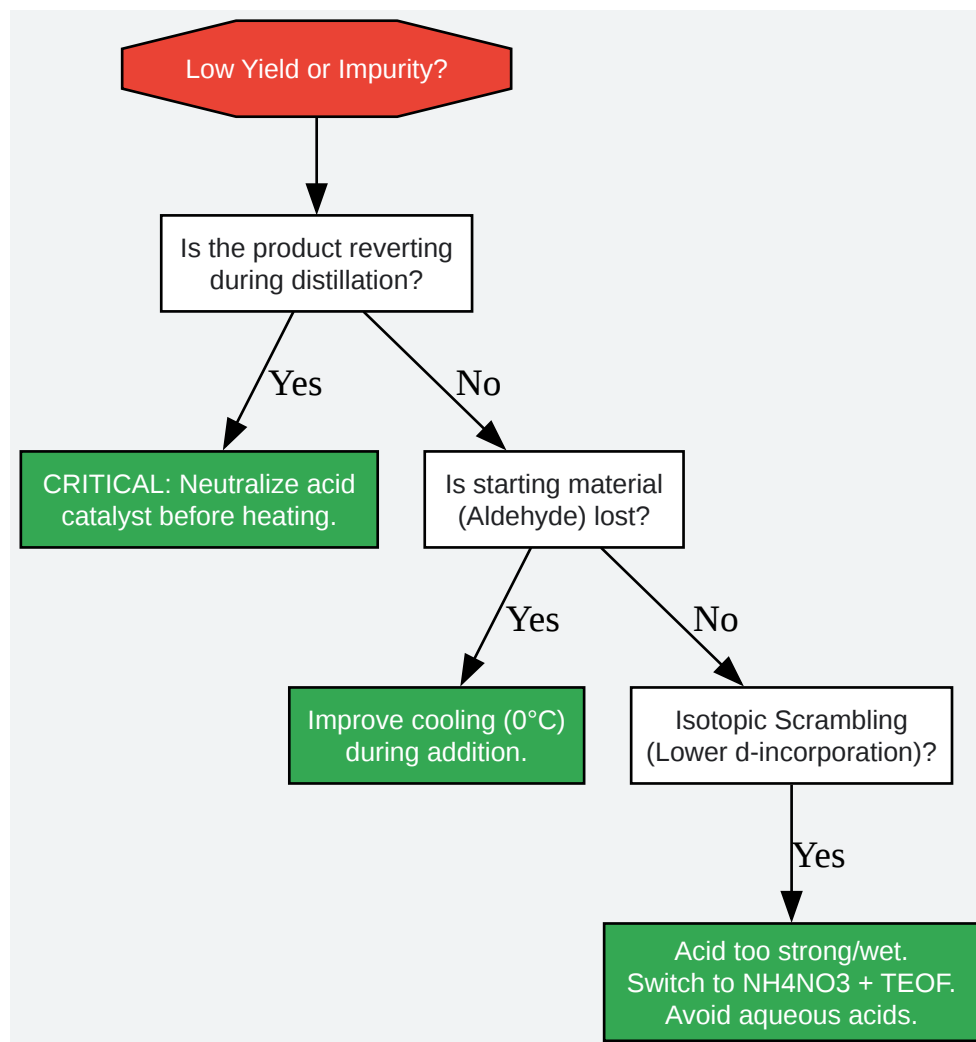 Low Yield or Impurity?
Is the product reverting
during distillation?
Yes
No
CRITICAL: Neutralize acid
catalyst before heating.
Is starting material
(Aldehyde) lost?
Yes
No
Improve cooling (0°C)
during addition.
Isotopic Scrambling
(Lower d-incorporation)?
Yes
Acid too strong/wet.
Switch to NH4NO3 + TEOF.
Avoid aqueous acids.